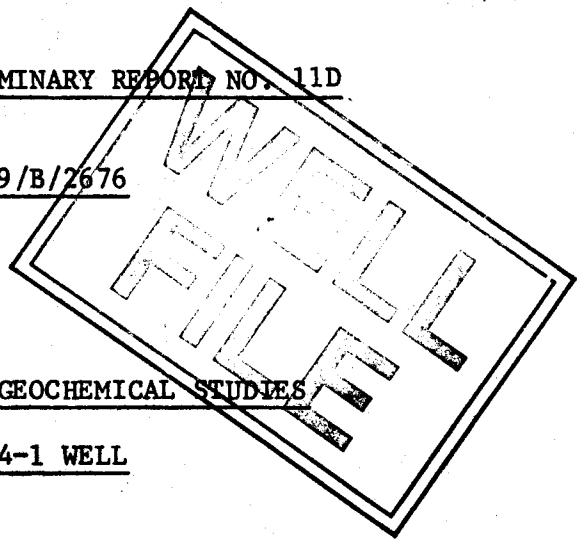 MINARY REPORT NO. 11D
9/B/2676
WELL
FILE
GEOCHEMICAL STUDIES
4-1 WELL